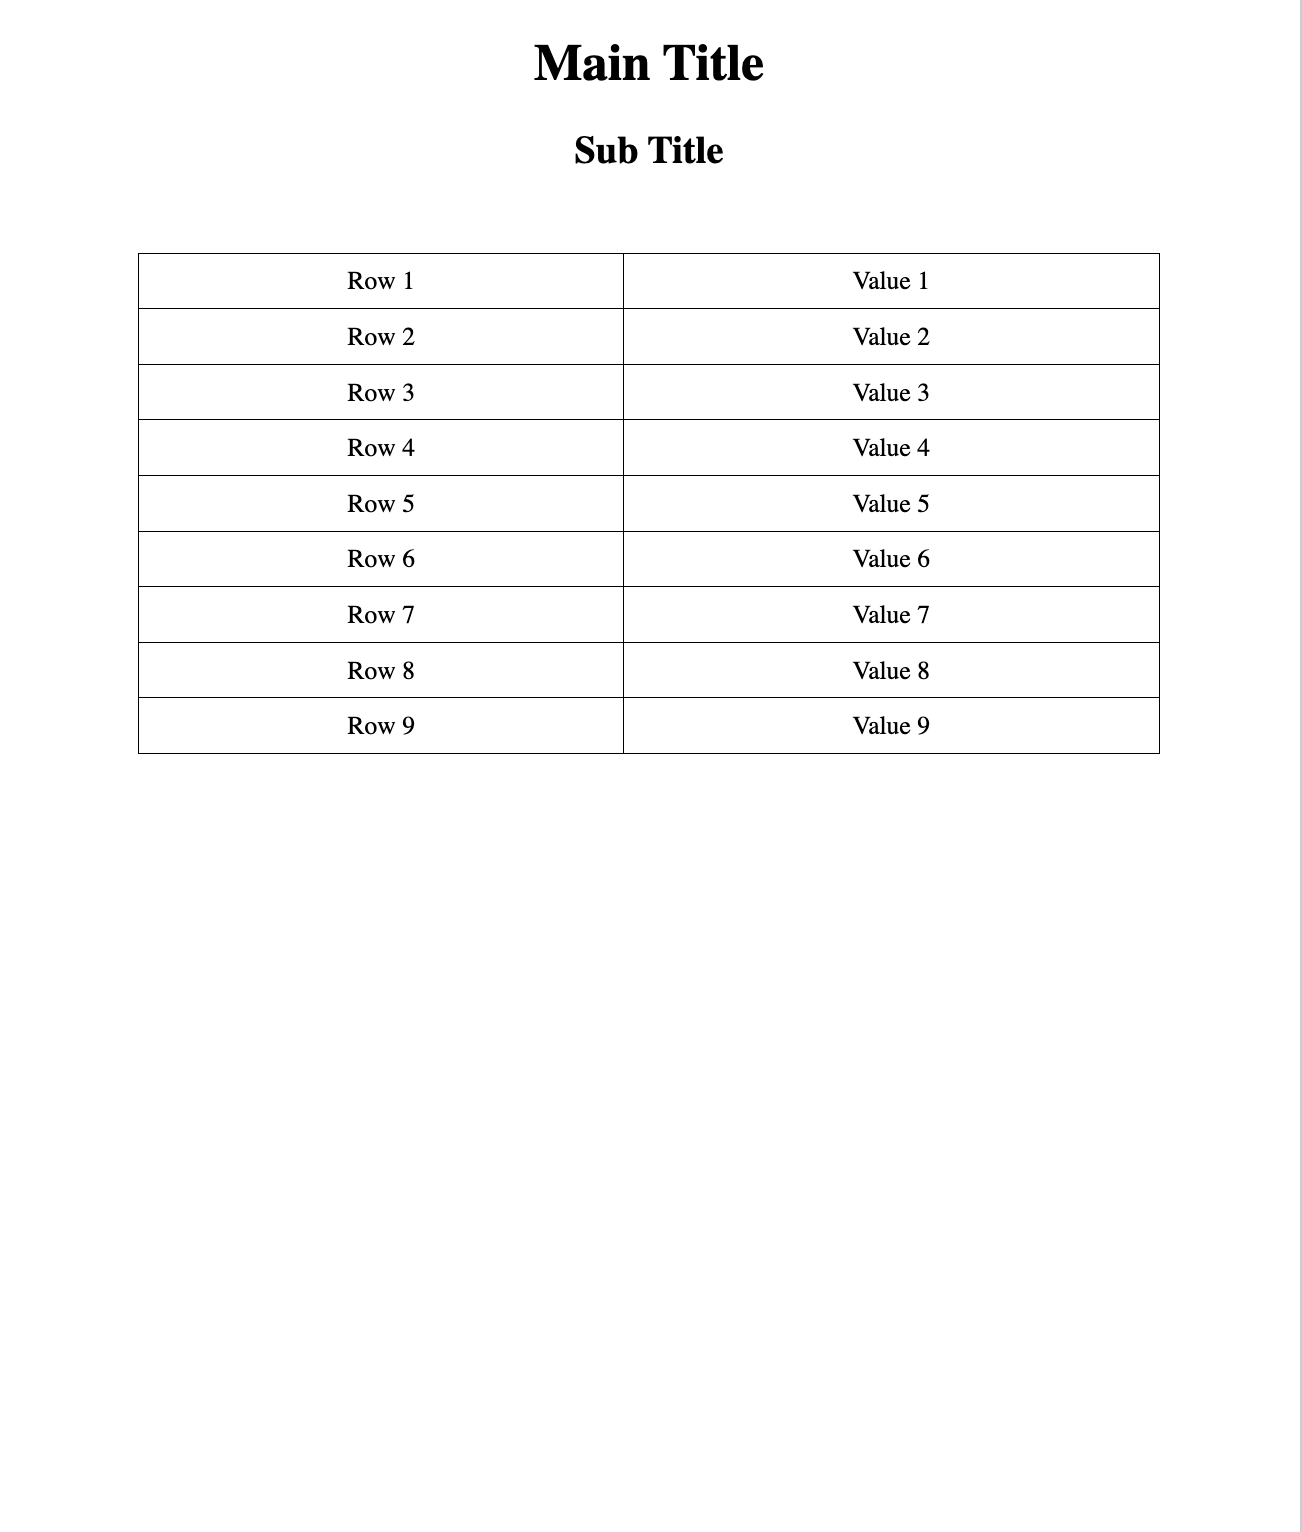 Main Title
Sub Title
Row 1 Value 1
Row 2 Value 2
Row 3 Value 3
Row 4 Value 4
Row 5 Value 5
Row 6 Value 6
Row 7 Value 7
Row 8 Value 8
Row 9 Value 9